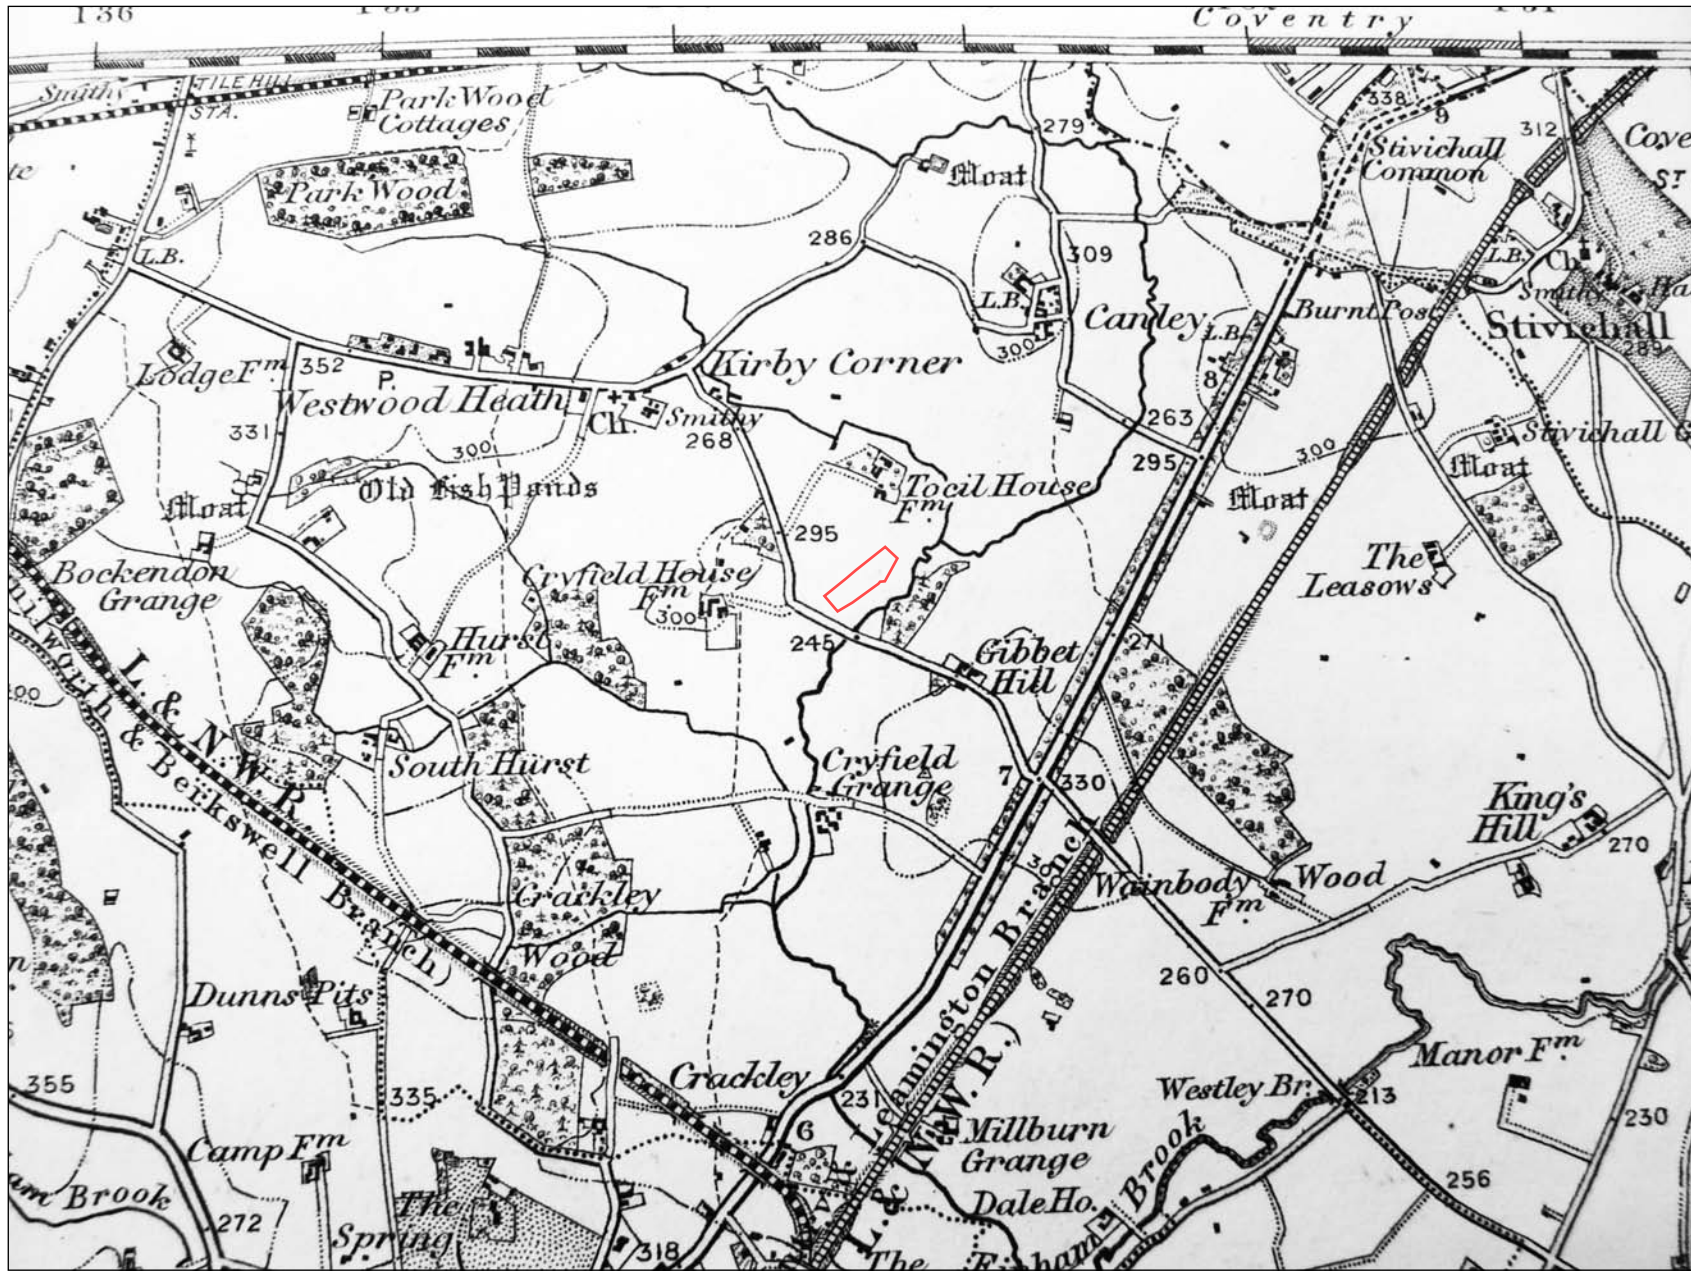 1 36
Coventry
Smithy
TILE HILL
STA.
Park Wood
Cottages
279
338
9
Stivichall
Common
312
Moat
Park Wood
286
309
L.B.
L.B.
L.B.
Ch.
Smithy
Canley
Burnt Post
Stivichall
300
289
Kirby Corner
L.B.
8
Lodge Fm.
352
P.
Westwood Heath
Ch.
Smithy
268
263
331
300
295
300
Stivichall G
Moat
Old Fish Ponds
Tocil House
Fm.
Moat
Moat
295
The
Leasows
Bockendon
Grange
Cryfield House
Fm.
300
Hurst
Fm.
245
271
Gibbet
Hill
L. & N. W. R.
Kenilworth & Berkswell Branch)
South Hurst
Cryfield
Grange
7
330
King's
Hill
270
Crackley
Wood
Wainbody
Fm.
Wood
260
270
Dunns Pits
Leamington Branch
L. & N.W.R.)
Manor Fm.
Crackley
231
Westley Br.
213
355
335
230
6
Millburn
Grange
Camp Fm.
256
Brook
Dale Ho.
272
The
Spring
318
The